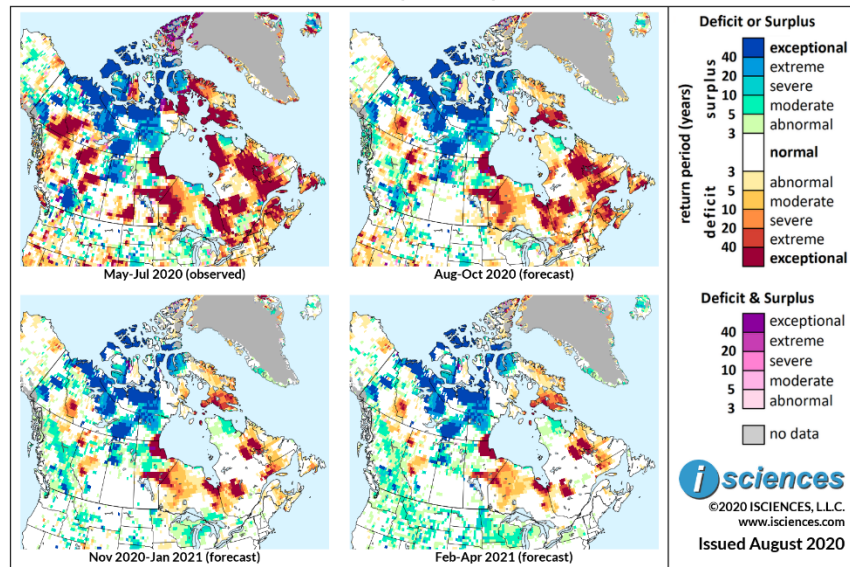 May-Jul 2020 (observed)
Aug-Oct 2020 (forecast)
Nov 2020-Jan 2021 (forecast)
Feb-Apr 2021 (forecast)
Deficit or Surplus
return period (years)
deficit
surplus
40
20
10
5
3
3
5
10
20
40
exceptional
extreme
severe
moderate
abnormal
normal
abnormal
moderate
severe
extreme
exceptional
Deficit & Surplus
40
20
10
5
3
exceptional
extreme
severe
moderate
abnormal
no data
i sciences
©2020 ISCIENCES, L.L.C.
www.isciences.com
Issued August 2020